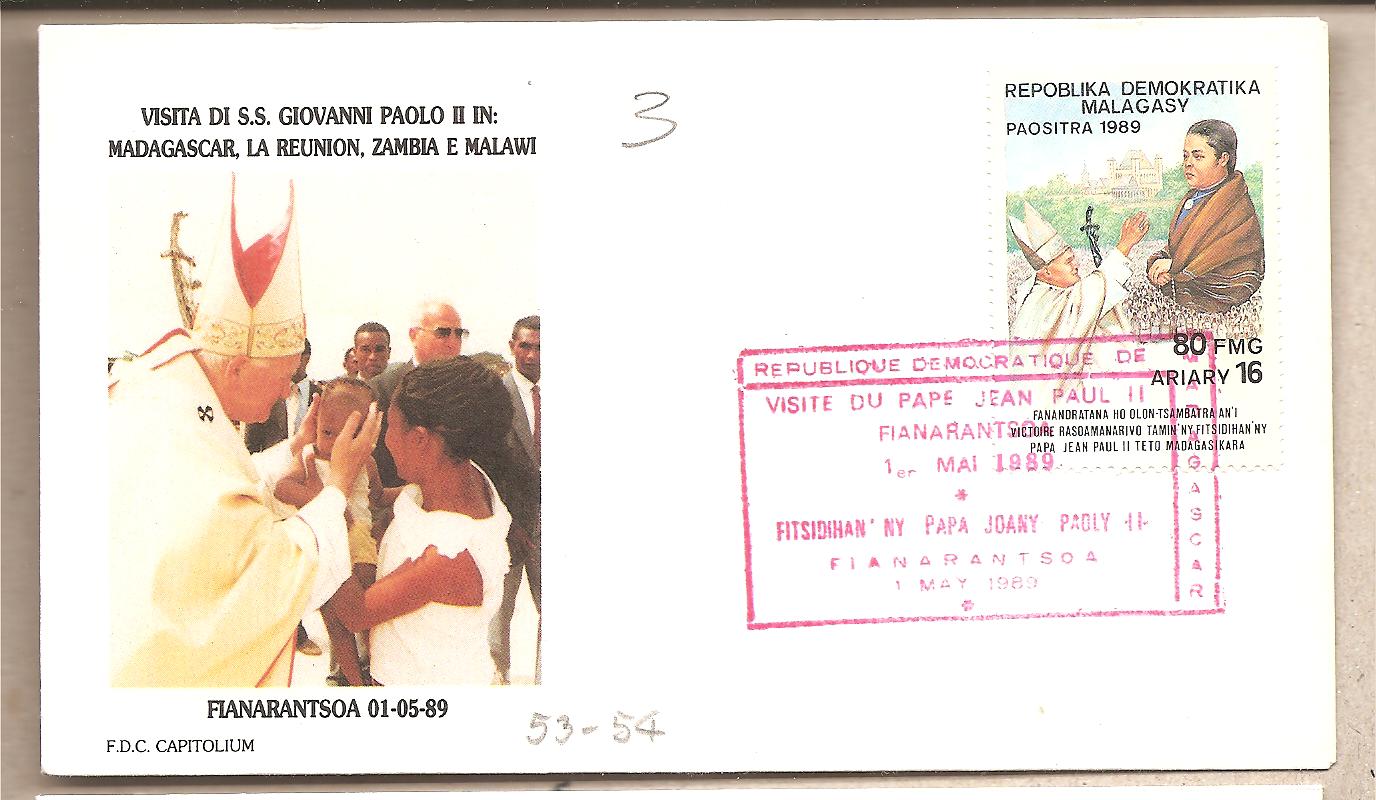 VISITA DI S.S. GIOVANNI PAOLO II IN:
MADAGASCAR, LA REUNION, ZAMBIA E MALAWI
3
REPOBLIKA DEMOKRATIKA
MALAGASY
PAOSITRA 1989
80 FMG
ARIARY 16
FANANDRATANA HO OLON-TSAMBATRA AN'I
VICTOIRE RASOAMANARIVO TAMIN'NY FITSIDIHAN'NY
PAPA JEAN PAUL II TETO MADAGASIKARA
REPUBLIQUE DEMOCRATIQUE DE
MADAGASCAR
VISITE DU PAPE JEAN PAUL II
FIANARANTSOA
1er MAI 1989
*
FITSIDIHAN'NY PAPA JOANY PAOLY II
FIANARANTSOA
1 MAY 1989
*
FIANARANTSOA 01-05-89
53-54
F.D.C. CAPITOLIUM